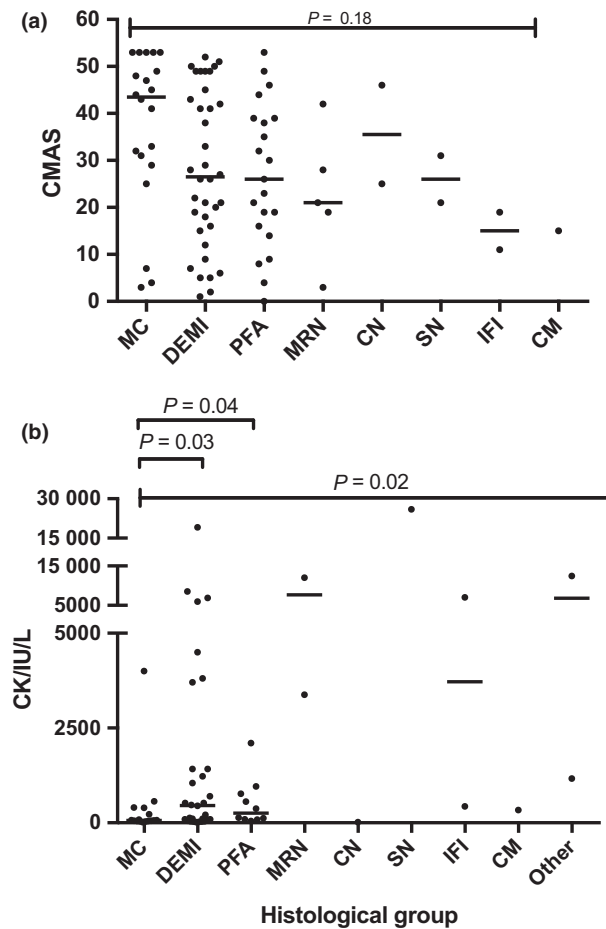 (a)
P = 0.18
60
50
40
30
20
10
0
CMAS
MC DEMI PFA MRN CN SN IFI CM
(b)
P = 0.04
P = 0.03
P = 0.02
30 000
15 000
15 000
5000
5000
2500
0
CK/IU/L
MC DEMI PFA MRN CN SN IFI CM Other
Histological group